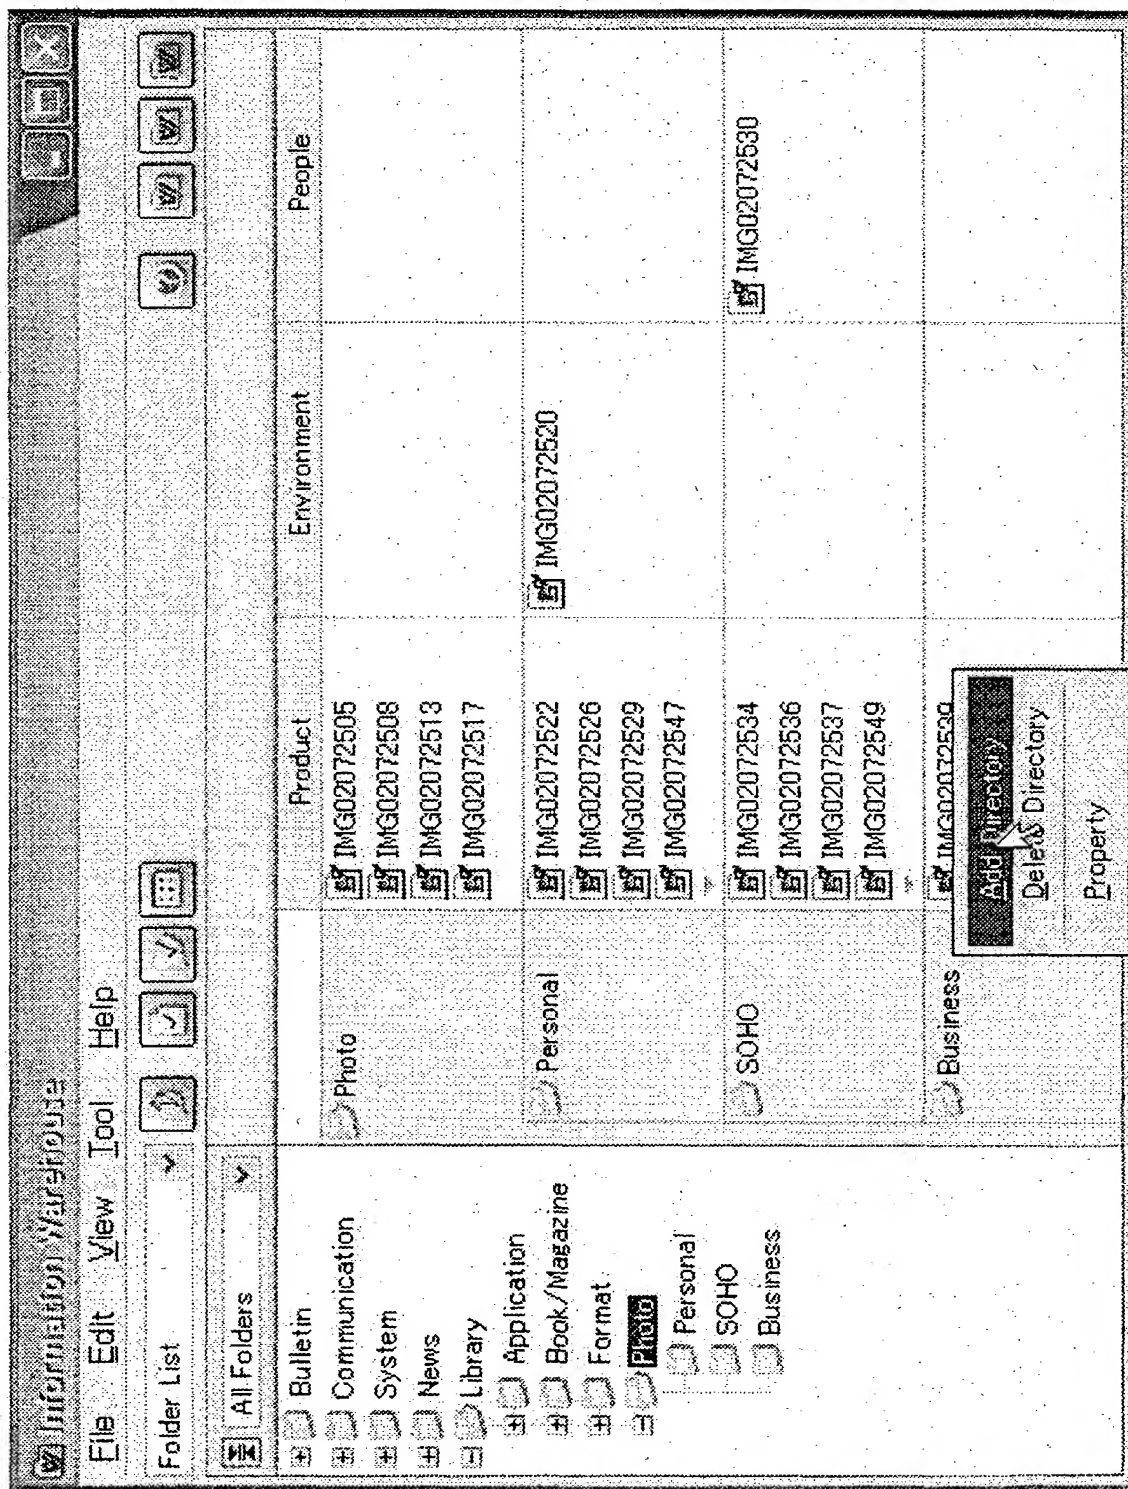 Information Warehouse
File Edit View Tool Help
Folder List
All Folders
Bulletin
Communication
System
News
Library
Application
Book/Magazine
Format
Photo
Personal
SOHO
Business
Product Environment People
Photo
IMG02072505
IMG02072508
IMG02072513
IMG02072517
Personal
IMG02072522 IMG02072520
IMG02072526
IMG02072529
IMG02072547
SOHO
IMG02072534 IMG02072530
IMG02072536
IMG02072537
IMG02072549
Business
IMG02072539
Add Directory
Delete Directory
Property